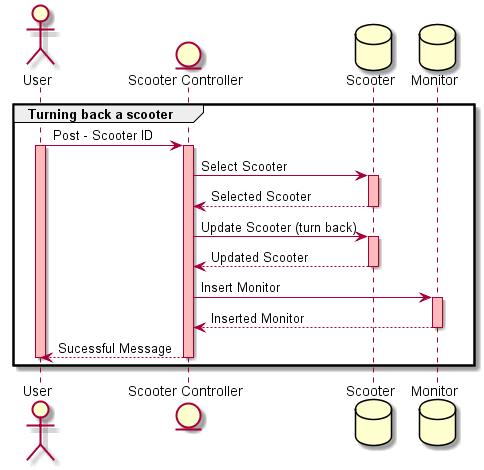 User
Scooter Controller
Scooter
Monitor
Turning back a scooter
Post - Scooter ID
Select Scooter
Selected Scooter
Update Scooter (turn back)
Updated Scooter
Insert Monitor
Inserted Monitor
Sucessful Message
User
Scooter Controller
Scooter
Monitor